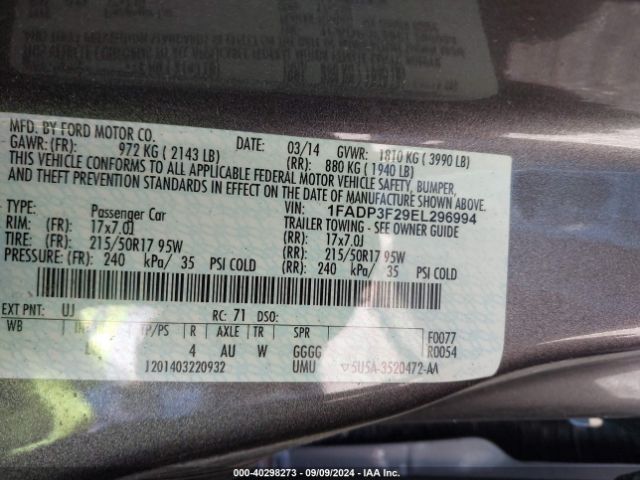 MFD. BY FORD MOTOR CO.
DATE: 03/14 GVWR: 1810 KG ( 3990 LB)
GAWR: (FR): 972 KG ( 2143 LB) (RR): 880 KG ( 1940 LB)
THIS VEHICLE CONFORMS TO ALL APPLICABLE FEDERAL MOTOR VEHICLE SAFETY, BUMPER,
AND THEFT PREVENTION STANDARDS IN EFFECT ON THE DATE OF MANUFACTURE SHOWN ABOVE.
VIN: 1FADP3F29EL296994
TYPE: Passenger Car TRAILER TOWING - SEE OWNER GUIDE
RIM: (FR): 17x7.0J (RR): 17x7.0J
TIRE: (FR): 215/50R17 95W (RR): 215/50R17 95W
PRESSURE: (FR): 240 kPa/ 35 PSI COLD (RR): 240 kPa/ 35 PSI COLD
EXT PNT: UJ RC: 71 DSO:
WB TP/PS R AXLE TR SPR F0077
4 AU W GGGG R0054
J201403220932 UMU 5U5A-3520472-AA
000-40298273 - 09/09/2024 - IAA Inc.